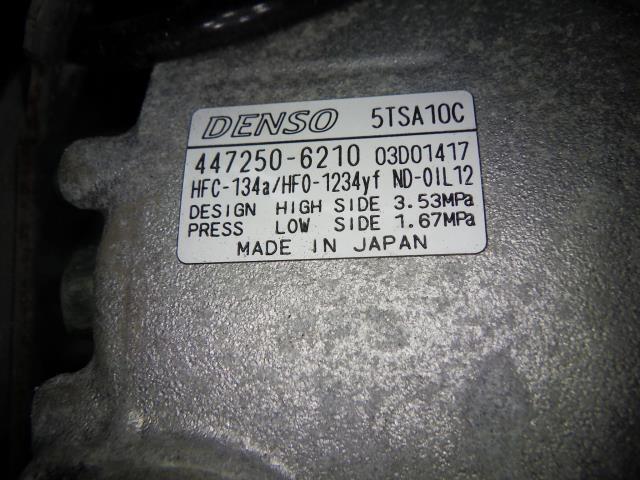 DENSO 5TSA10C
447250-6210 03D01417
HFC-134a/HFO-1234yf ND-OIL12
DESIGN HIGH SIDE 3.53MPa
PRESS LOW SIDE 1.67MPa
MADE IN JAPAN